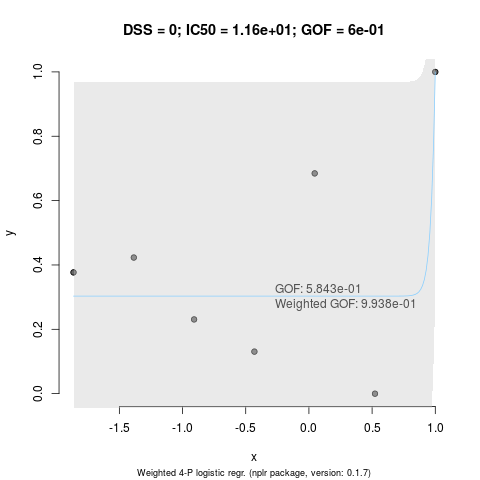 DSS = 0; IC50 = 1.16e+01; GOF = 6e-01
1.0
0.8
0.6
0.4
0.2
0.0
y
GOF: 5.843e-01
Weighted GOF: 9.938e-01
-1.5 -1.0 -0.5 0.0 0.5 1.0
x
Weighted 4-P logistic regr. (nplr package, version: 0.1.7)